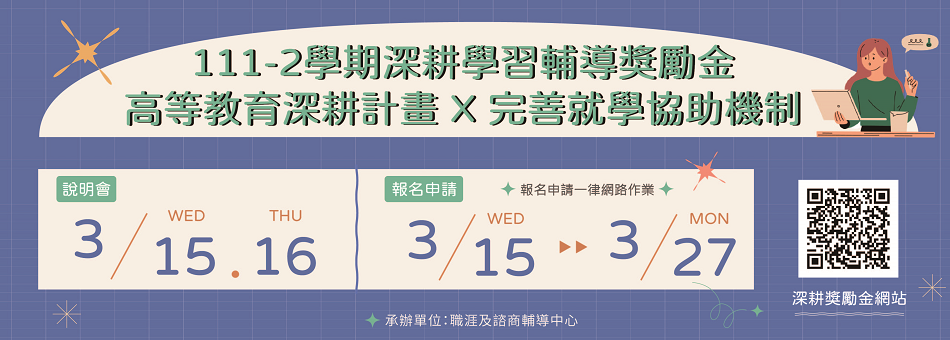 111-2學期深耕學習輔導獎勵金
高等教育深耕計畫 X 完善就學協助機制
說明會
3/15 WED . 16 THU
報名申請
報名申請一律網路作業
3/15 WED 3/27 MON
深耕獎勵金網站
承辦單位:職涯及諮商輔導中心